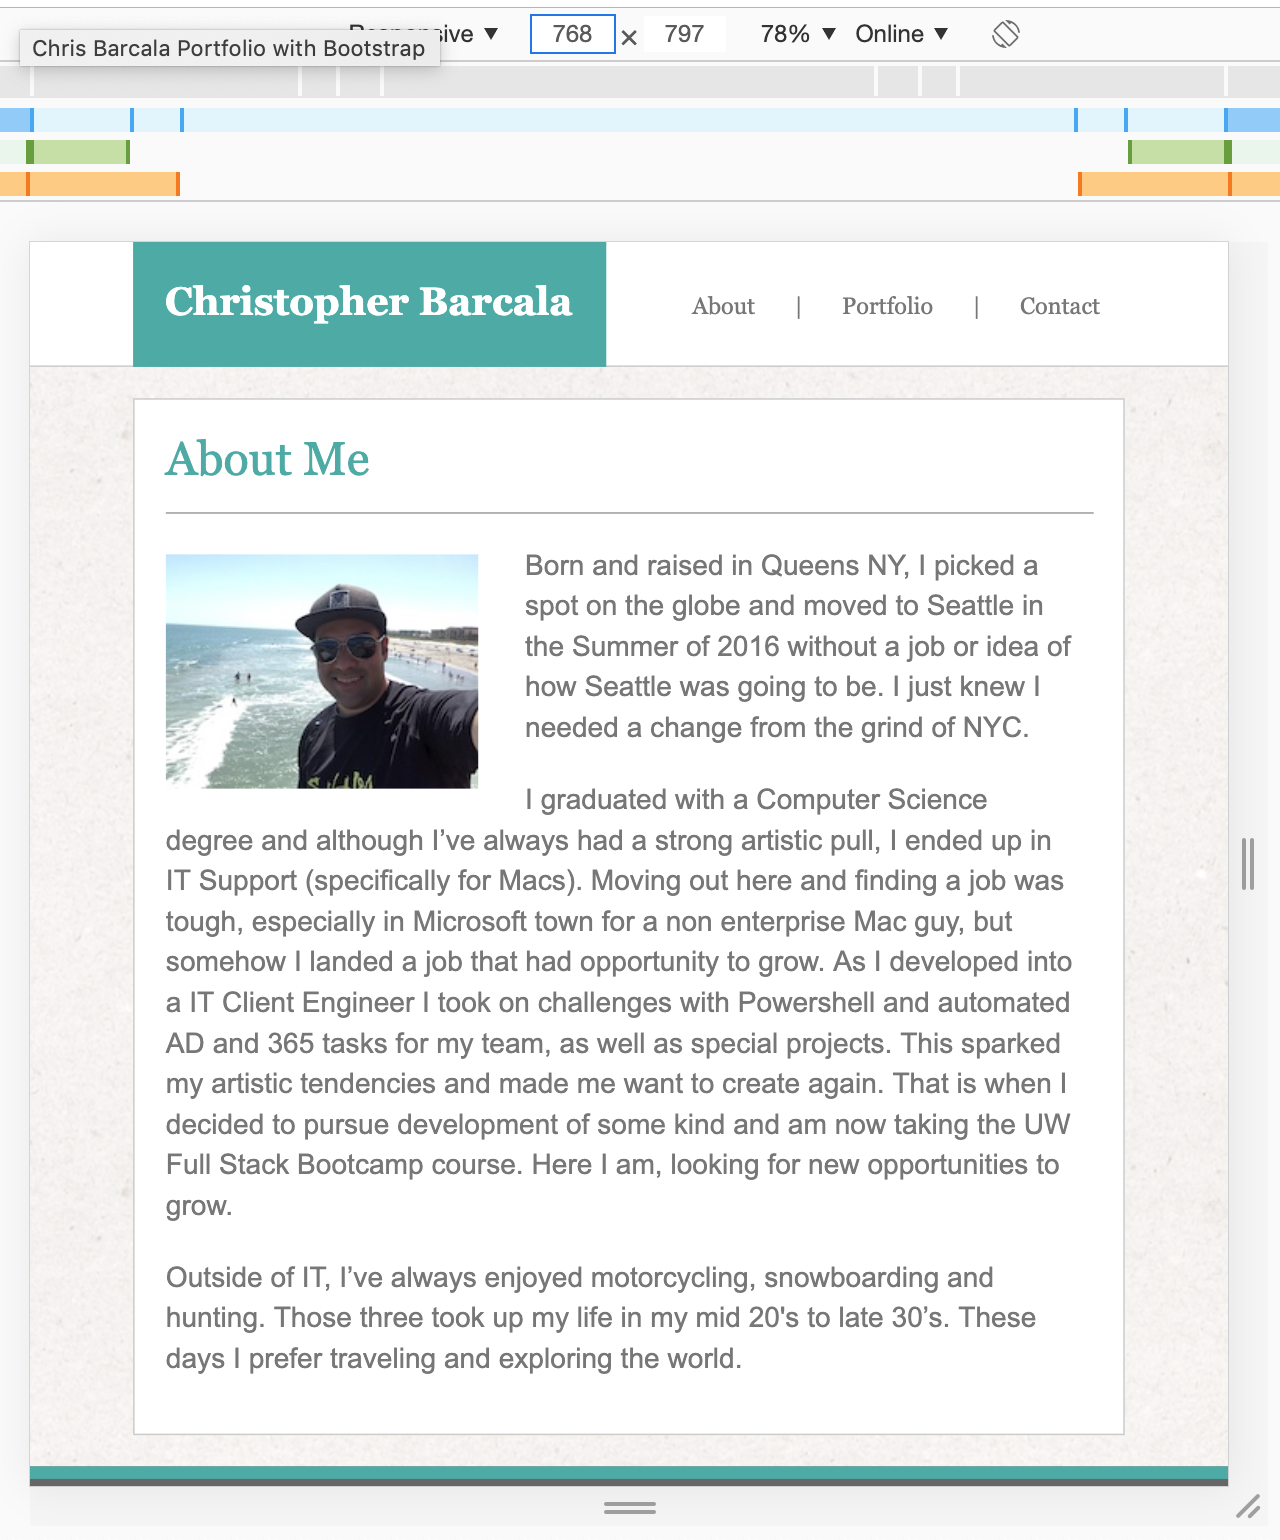 Responsive ▼ 768 × 797 78% ▼ Online ▼
Chris Barcala Portfolio with Bootstrap
Christopher Barcala
About | Portfolio | Contact
About Me
Born and raised in Queens NY, I picked a
spot on the globe and moved to Seattle in
the Summer of 2016 without a job or idea of
how Seattle was going to be. I just knew I
needed a change from the grind of NYC.
I graduated with a Computer Science
degree and although I’ve always had a strong artistic pull, I ended up in
IT Support (specifically for Macs). Moving out here and finding a job was
tough, especially in Microsoft town for a non enterprise Mac guy, but
somehow I landed a job that had opportunity to grow. As I developed into
a IT Client Engineer I took on challenges with Powershell and automated
AD and 365 tasks for my team, as well as special projects. This sparked
my artistic tendencies and made me want to create again. That is when I
decided to pursue development of some kind and am now taking the UW
Full Stack Bootcamp course. Here I am, looking for new opportunities to
grow.
Outside of IT, I’ve always enjoyed motorcycling, snowboarding and
hunting. Those three took up my life in my mid 20's to late 30’s. These
days I prefer traveling and exploring the world.